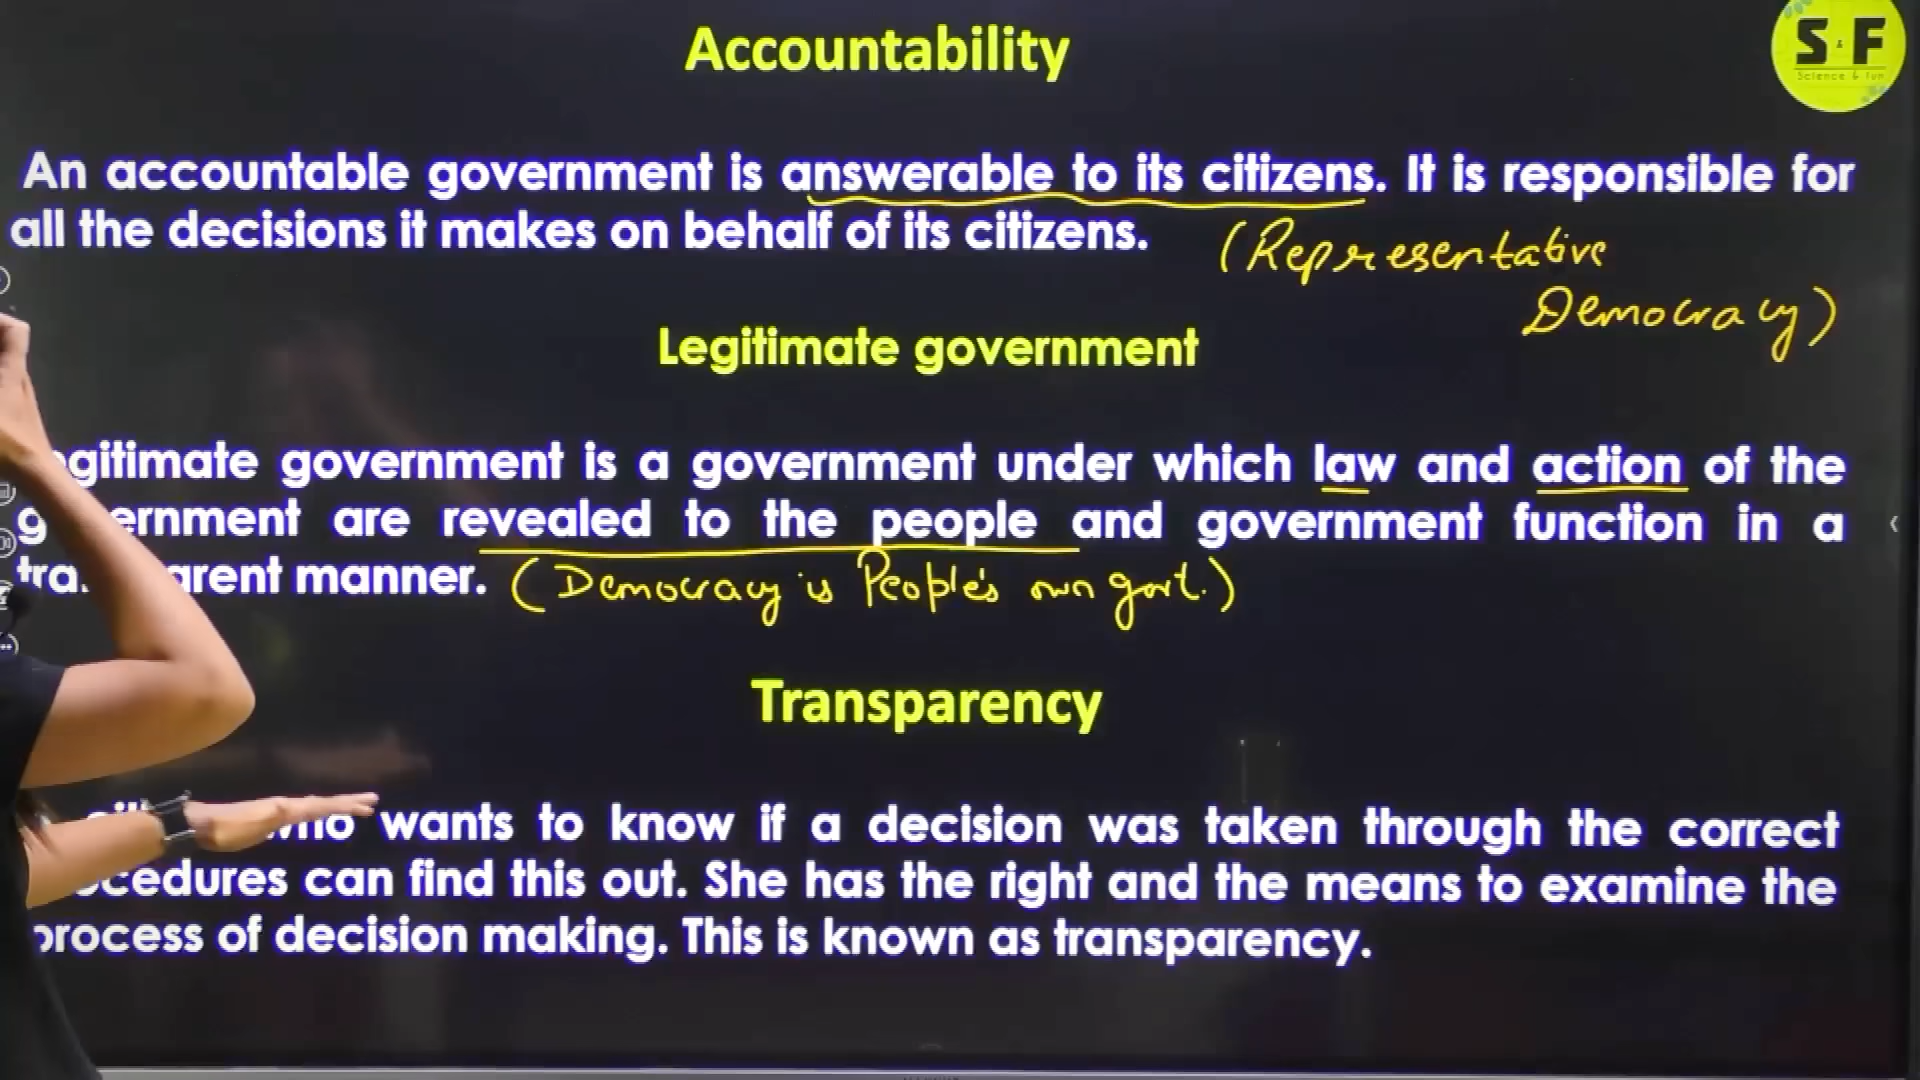 Accountability
S & F
Science & fun
An accountable government is answerable to its citizens. It is responsible for
all the decisions it makes on behalf of its citizens.
(Representative
Democracy)
Legitimate government
gitimate government is a government under which law and action of the
ernment are revealed to the people and government function in a
arent manner. (Democracy is People's own govt.)
Transparency
who wants to know if a decision was taken through the correct
cedures can find this out. She has the right and the means to examine the
process of decision making. This is known as transparency.